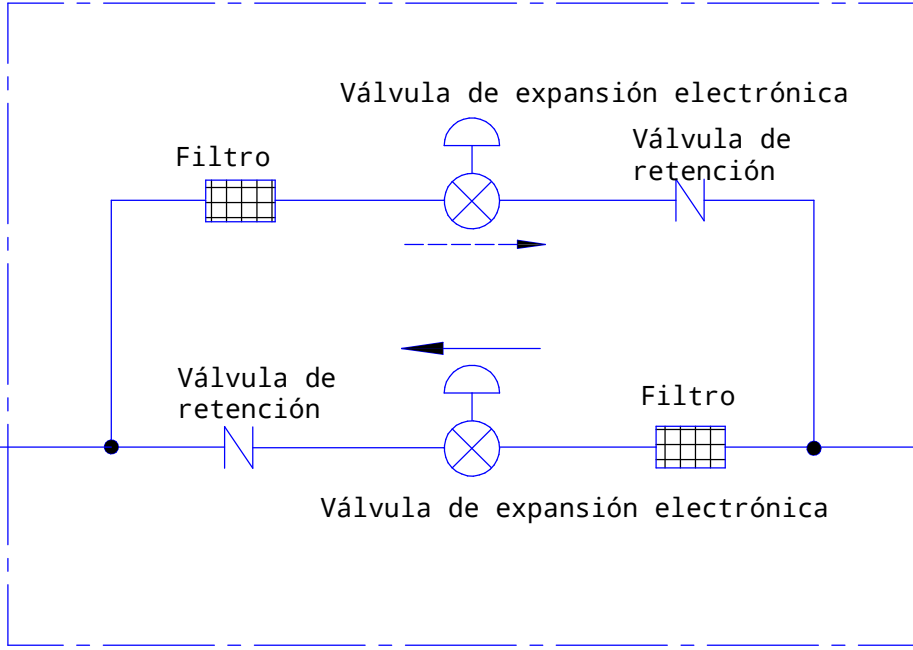 Válvula de expansión electrónica
Válvula de
retención
Filtro
Válvula de
retención
Filtro
Válvula de expansión electrónica